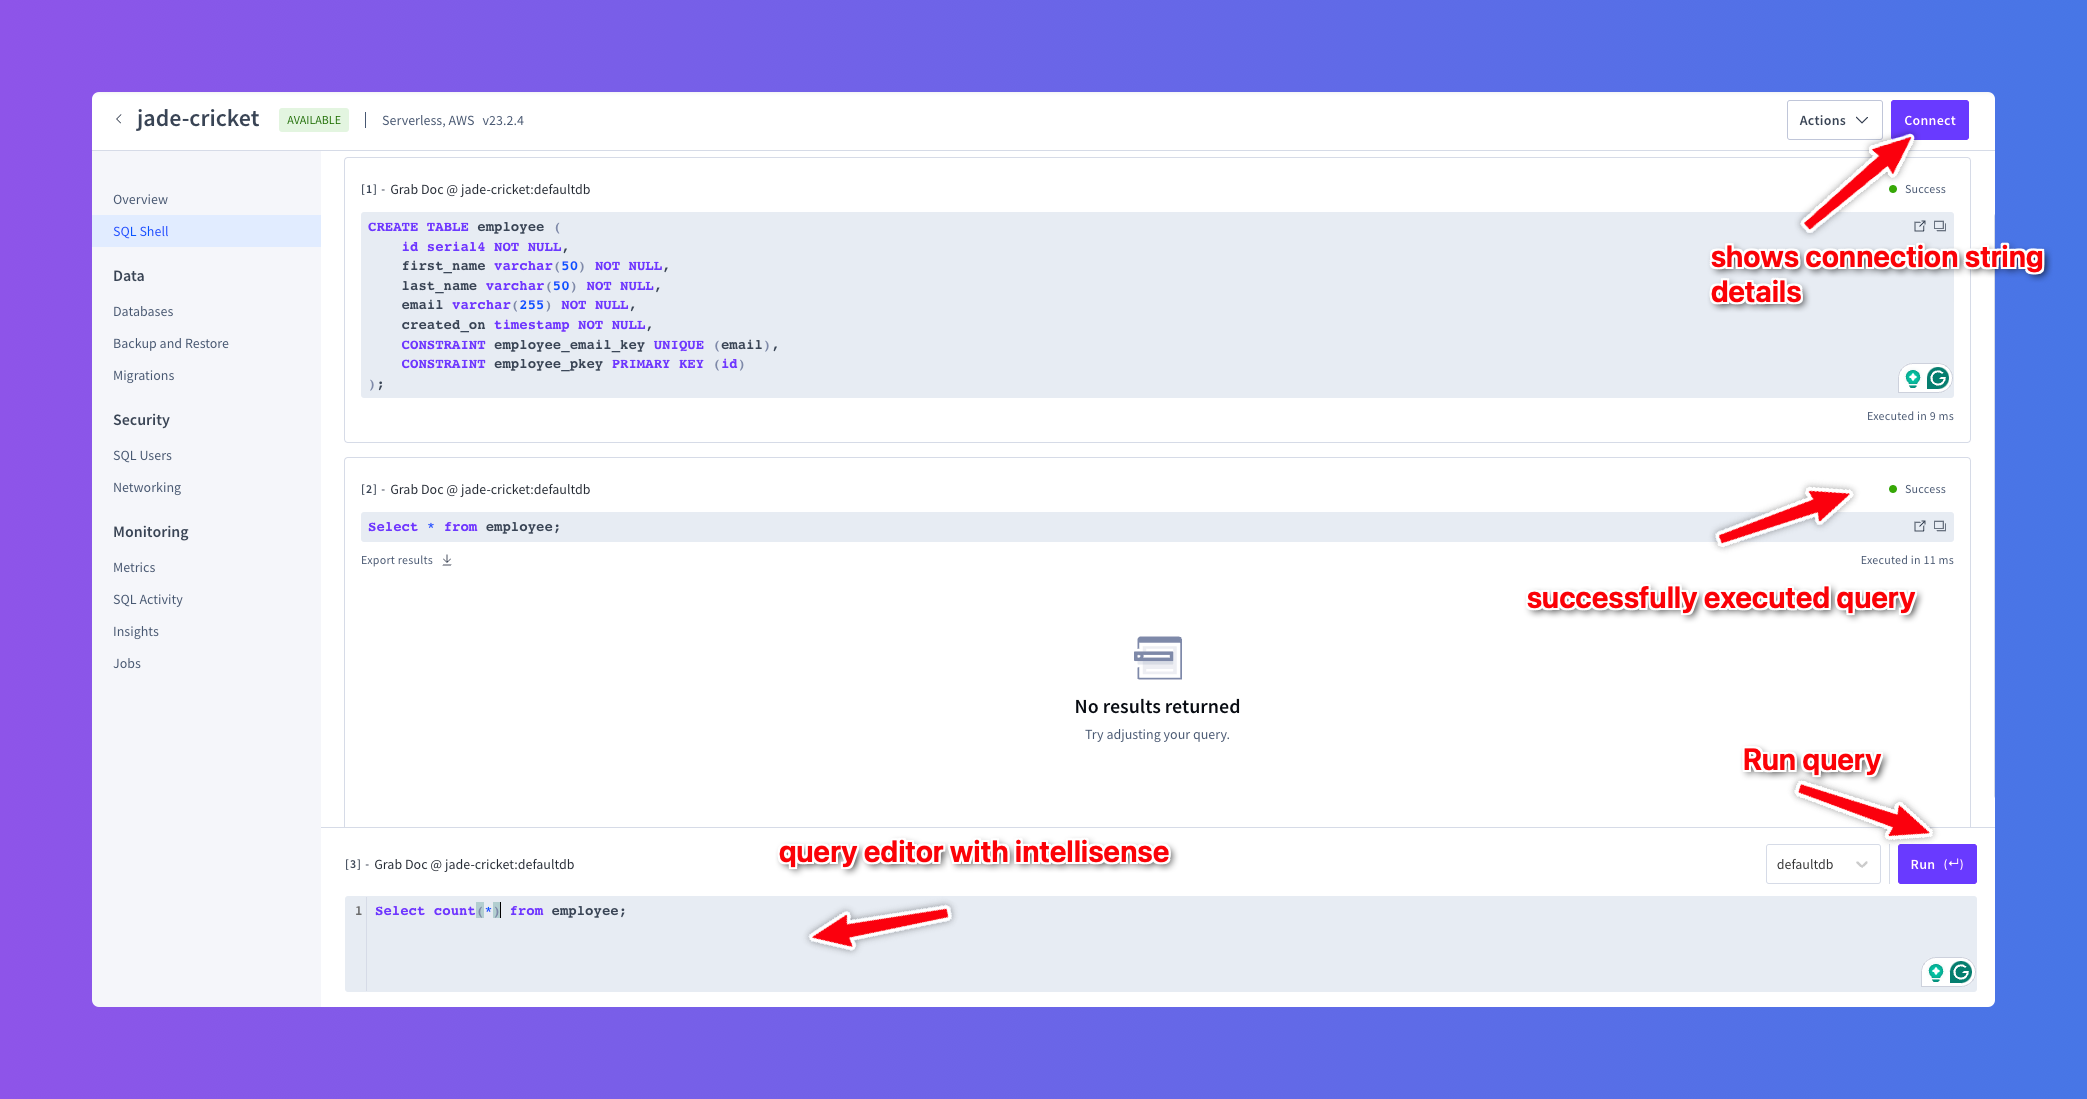 jade-cricket AVAILABLE | Serverless, AWS v23.2.4
Actions
Connect
Overview
SQL Shell
Data
Databases
Backup and Restore
Migrations
Security
SQL Users
Networking
Monitoring
Metrics
SQL Activity
Insights
Jobs
[1] - Grab Doc @ jade-cricket:defaultdb
Success
CREATE TABLE employee (
id serial4 NOT NULL,
first_name varchar(50) NOT NULL,
last_name varchar(50) NOT NULL,
email varchar(255) NOT NULL,
created_on timestamp NOT NULL,
CONSTRAINT employee_email_key UNIQUE (email),
CONSTRAINT employee_pkey PRIMARY KEY (id)
);
shows connection string
details
Executed in 9 ms
[2] - Grab Doc @ jade-cricket:defaultdb
Success
Select * from employee;
Export results
Executed in 11 ms
successfully executed query
No results returned
Try adjusting your query.
Run query
query editor with intellisense
[3] - Grab Doc @ jade-cricket:defaultdb
defaultdb
Run (↵)
1 Select count(*) from employee;